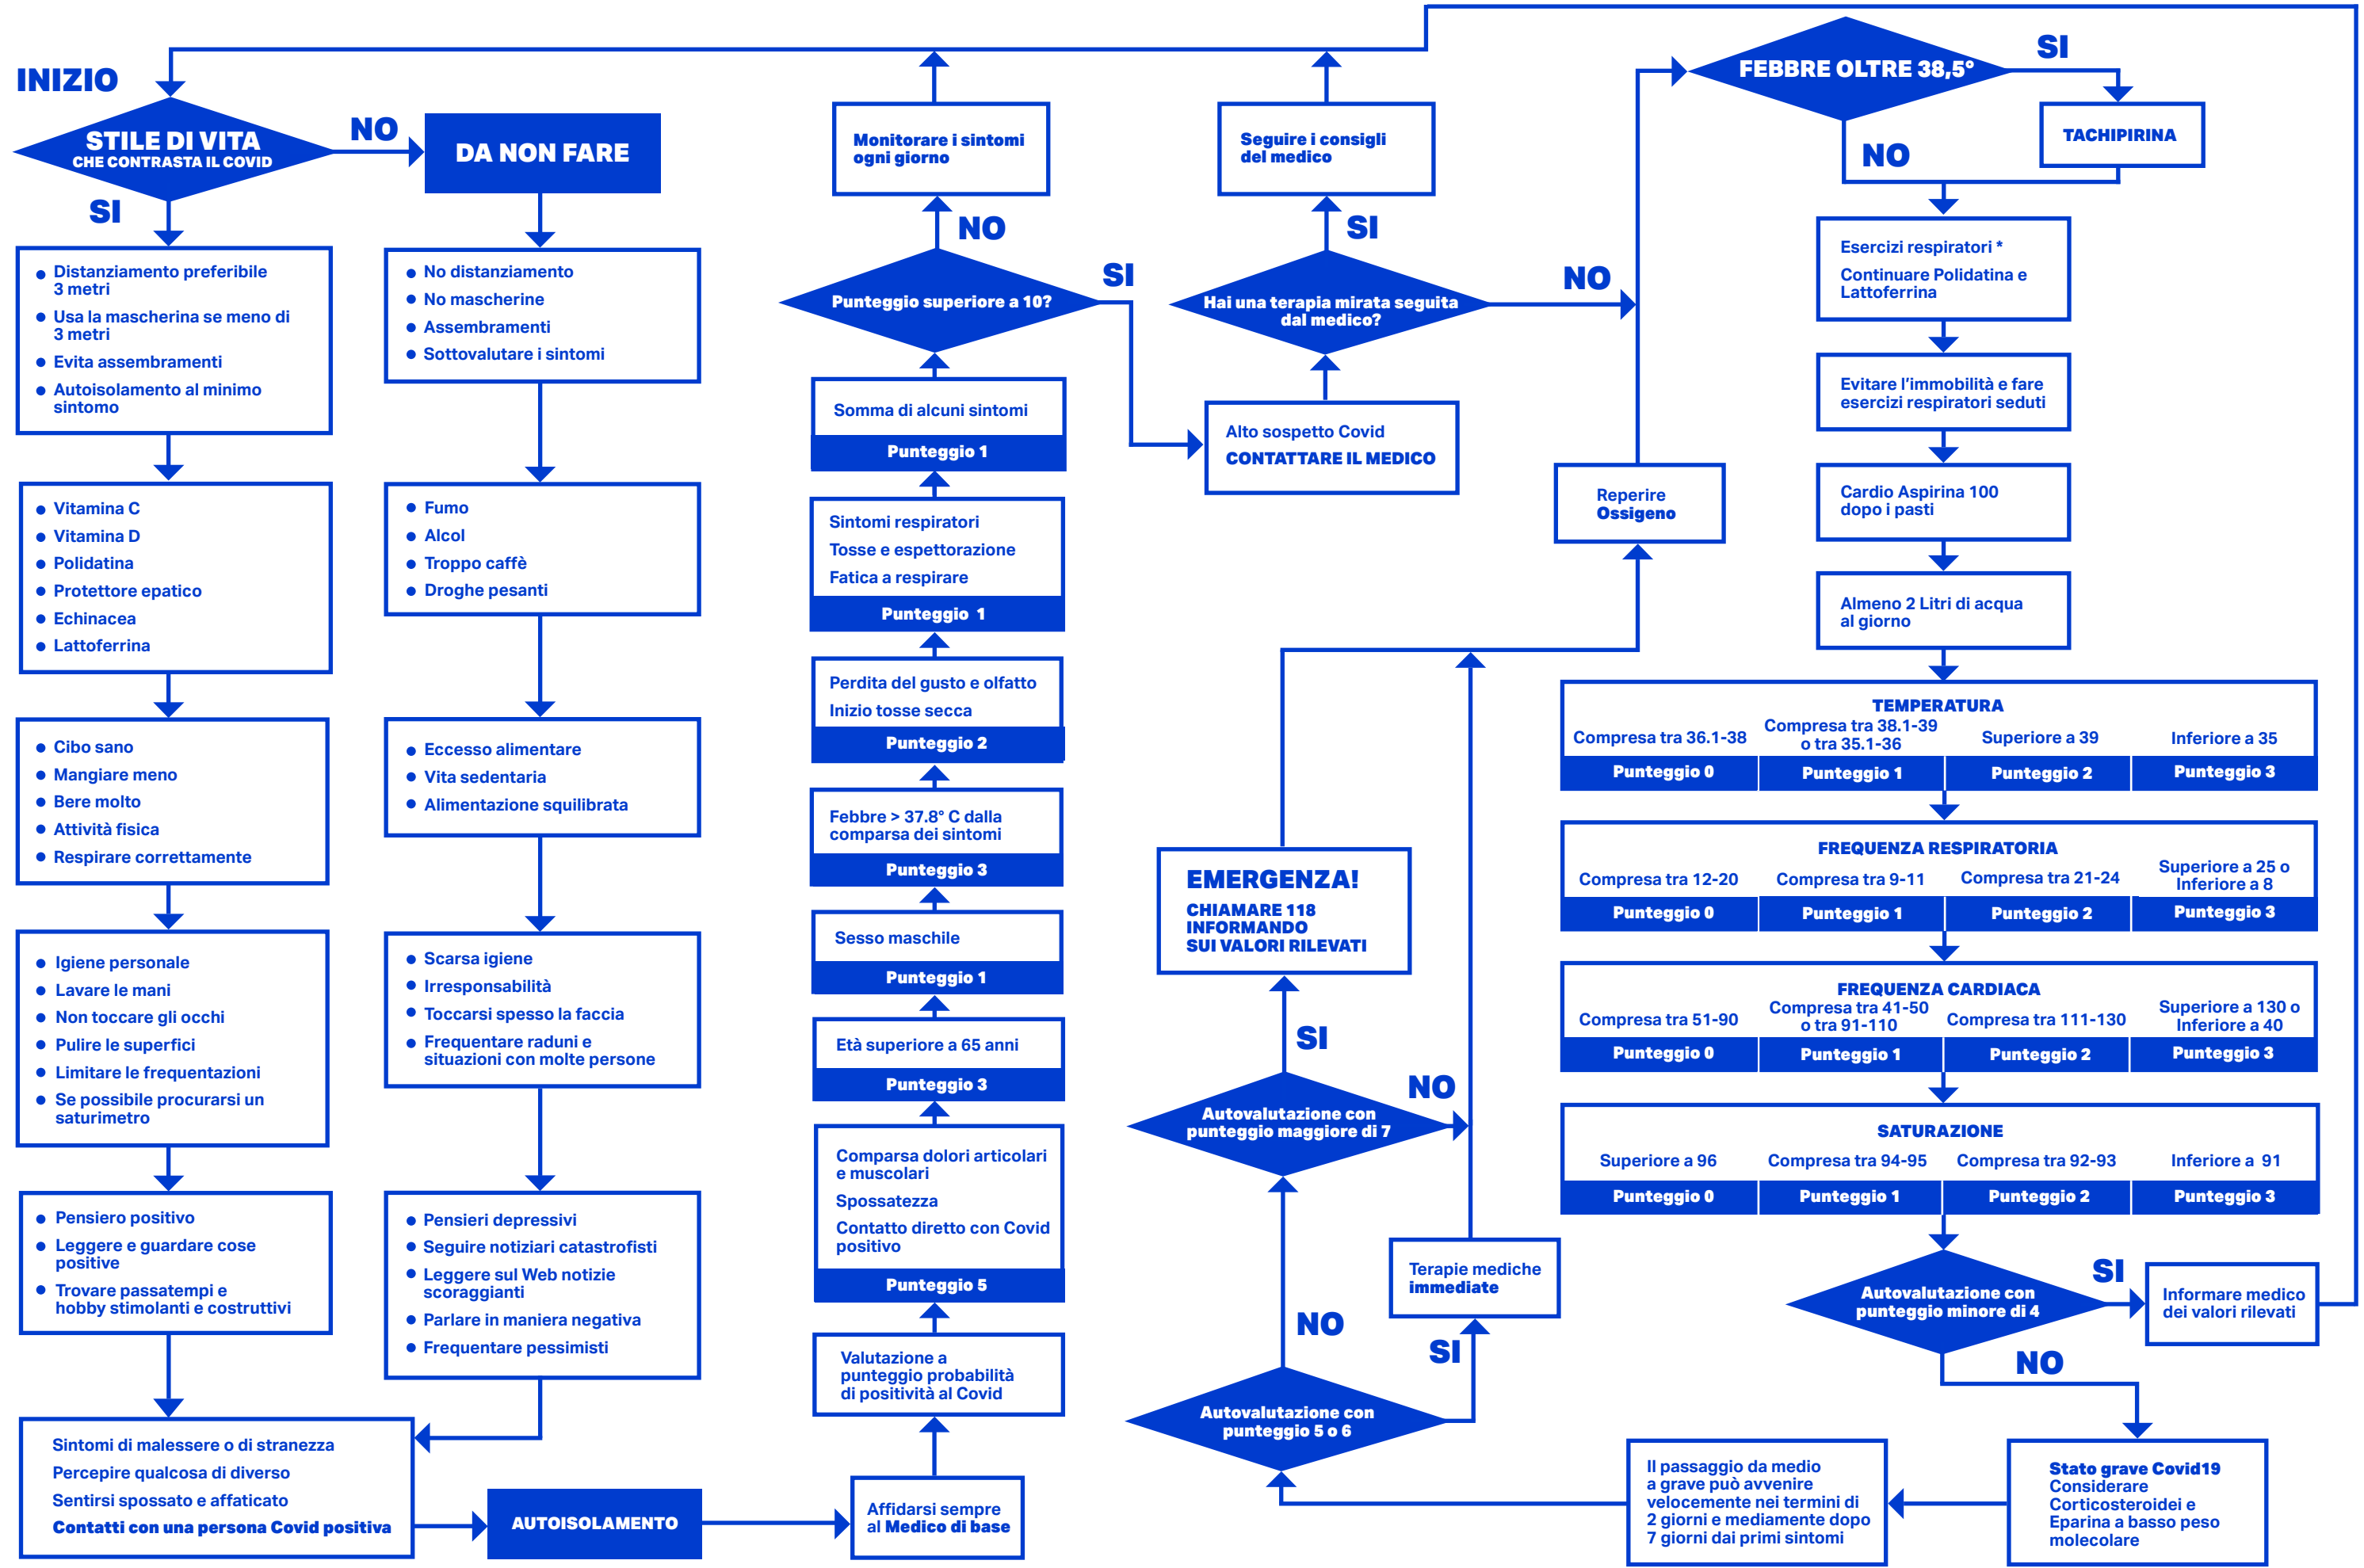 INIZIO
STILE DI VITA
CHE CONTRASTA IL COVID
NO
SI
DA NON FARE
Distanziamento preferibile
3 metri
Usa la mascherina se meno di
3 metri
Evita assembramenti
Autoisolamento al minimo
sintomo
Vitamina C
Vitamina D
Polidatina
Protettore epatico
Echinacea
Lattoferrina
Cibo sano
Mangiare meno
Bere molto
Attività fisica
Respirare correttamente
Igiene personale
Lavare le mani
Non toccare gli occhi
Pulire le superfici
Limitare le frequentazioni
Se possibile procurarsi un
saturimetro
Pensiero positivo
Leggere e guardare cose
positive
Trovare passatempi e
hobby stimolanti e costruttivi
Sintomi di malessere o di stranezza
Percepire qualcosa di diverso
Sentirsi spossato e affaticato
Contatti con una persona Covid positiva
No distanziamento
No mascherine
Assembramenti
Sottovalutare i sintomi
Fumo
Alcol
Troppo caffè
Droghe pesanti
Eccesso alimentare
Vita sedentaria
Alimentazione squilibrata
Scarsa igiene
Irresponsabilità
Toccarsi spesso la faccia
Frequentare raduni e
situazioni con molte persone
Pensieri depressivi
Seguire notiziari catastrofisti
Leggere sul Web notizie
scoraggianti
Parlare in maniera negativa
Frequentare pessimisti
AUTOISOLAMENTO
Affidarsi sempre
al Medico di base
Valutazione a
punteggio probabilità
di positività al Covid
Comparsa dolori articolari
e muscolari
Spossatezza
Contatto diretto con Covid
positivo
Punteggio 5
Età superiore a 65 anni
Punteggio 3
Sesso maschile
Punteggio 1
Febbre > 37.8° C dalla
comparsa dei sintomi
Punteggio 3
Perdita del gusto e olfatto
Inizio tosse secca
Punteggio 2
Sintomi respiratori
Tosse e espettorazione
Fatica a respirare
Punteggio 1
Somma di alcuni sintomi
Punteggio 1
Punteggio superiore a 10?
NO
SI
Monitorare i sintomi
ogni giorno
Alto sospetto Covid
CONTATTARE IL MEDICO
Hai una terapia mirata seguita
dal medico?
SI
NO
Seguire i consigli
del medico
FEBBRE OLTRE 38,5°
SI
NO
TACHIPIRINA
Esercizi respiratori *
Continuare Polidatina e
Lattoferrina
Evitare l'immobilità e fare
esercizi respiratori seduti
Cardio Aspirina 100
dopo i pasti
Almeno 2 Litri di acqua
al giorno
TEMPERATURA
Compresa tra 36.1-38
Compresa tra 38.1-39
o tra 35.1-36
Superiore a 39
Inferiore a 35
Punteggio 0
Punteggio 1
Punteggio 2
Punteggio 3
FREQUENZA RESPIRATORIA
Compresa tra 12-20
Compresa tra 9-11
Compresa tra 21-24
Superiore a 25 o
Inferiore a 8
Punteggio 0
Punteggio 1
Punteggio 2
Punteggio 3
FREQUENZA CARDIACA
Compresa tra 51-90
Compresa tra 41-50
o tra 91-110
Compresa tra 111-130
Superiore a 130 o
Inferiore a 40
Punteggio 0
Punteggio 1
Punteggio 2
Punteggio 3
SATURAZIONE
Superiore a 96
Compresa tra 94-95
Compresa tra 92-93
Inferiore a 91
Punteggio 0
Punteggio 1
Punteggio 2
Punteggio 3
Autovalutazione con
punteggio minore di 4
SI
NO
Informare medico
dei valori rilevati
Stato grave Covid19
Considerare
Corticosteroidei e
Eparina a basso peso
molecolare
Il passaggio da medio
a grave può avvenire
velocemente nei termini di
2 giorni e mediamente dopo
7 giorni dai primi sintomi
Autovalutazione con
punteggio 5 o 6
NO
SI
Terapie mediche
immediate
Autovalutazione con
punteggio maggiore di 7
SI
NO
EMERGENZA!
CHIAMARE 118
INFORMANDO
SUI VALORI RILEVATI
Reperire
Ossigeno